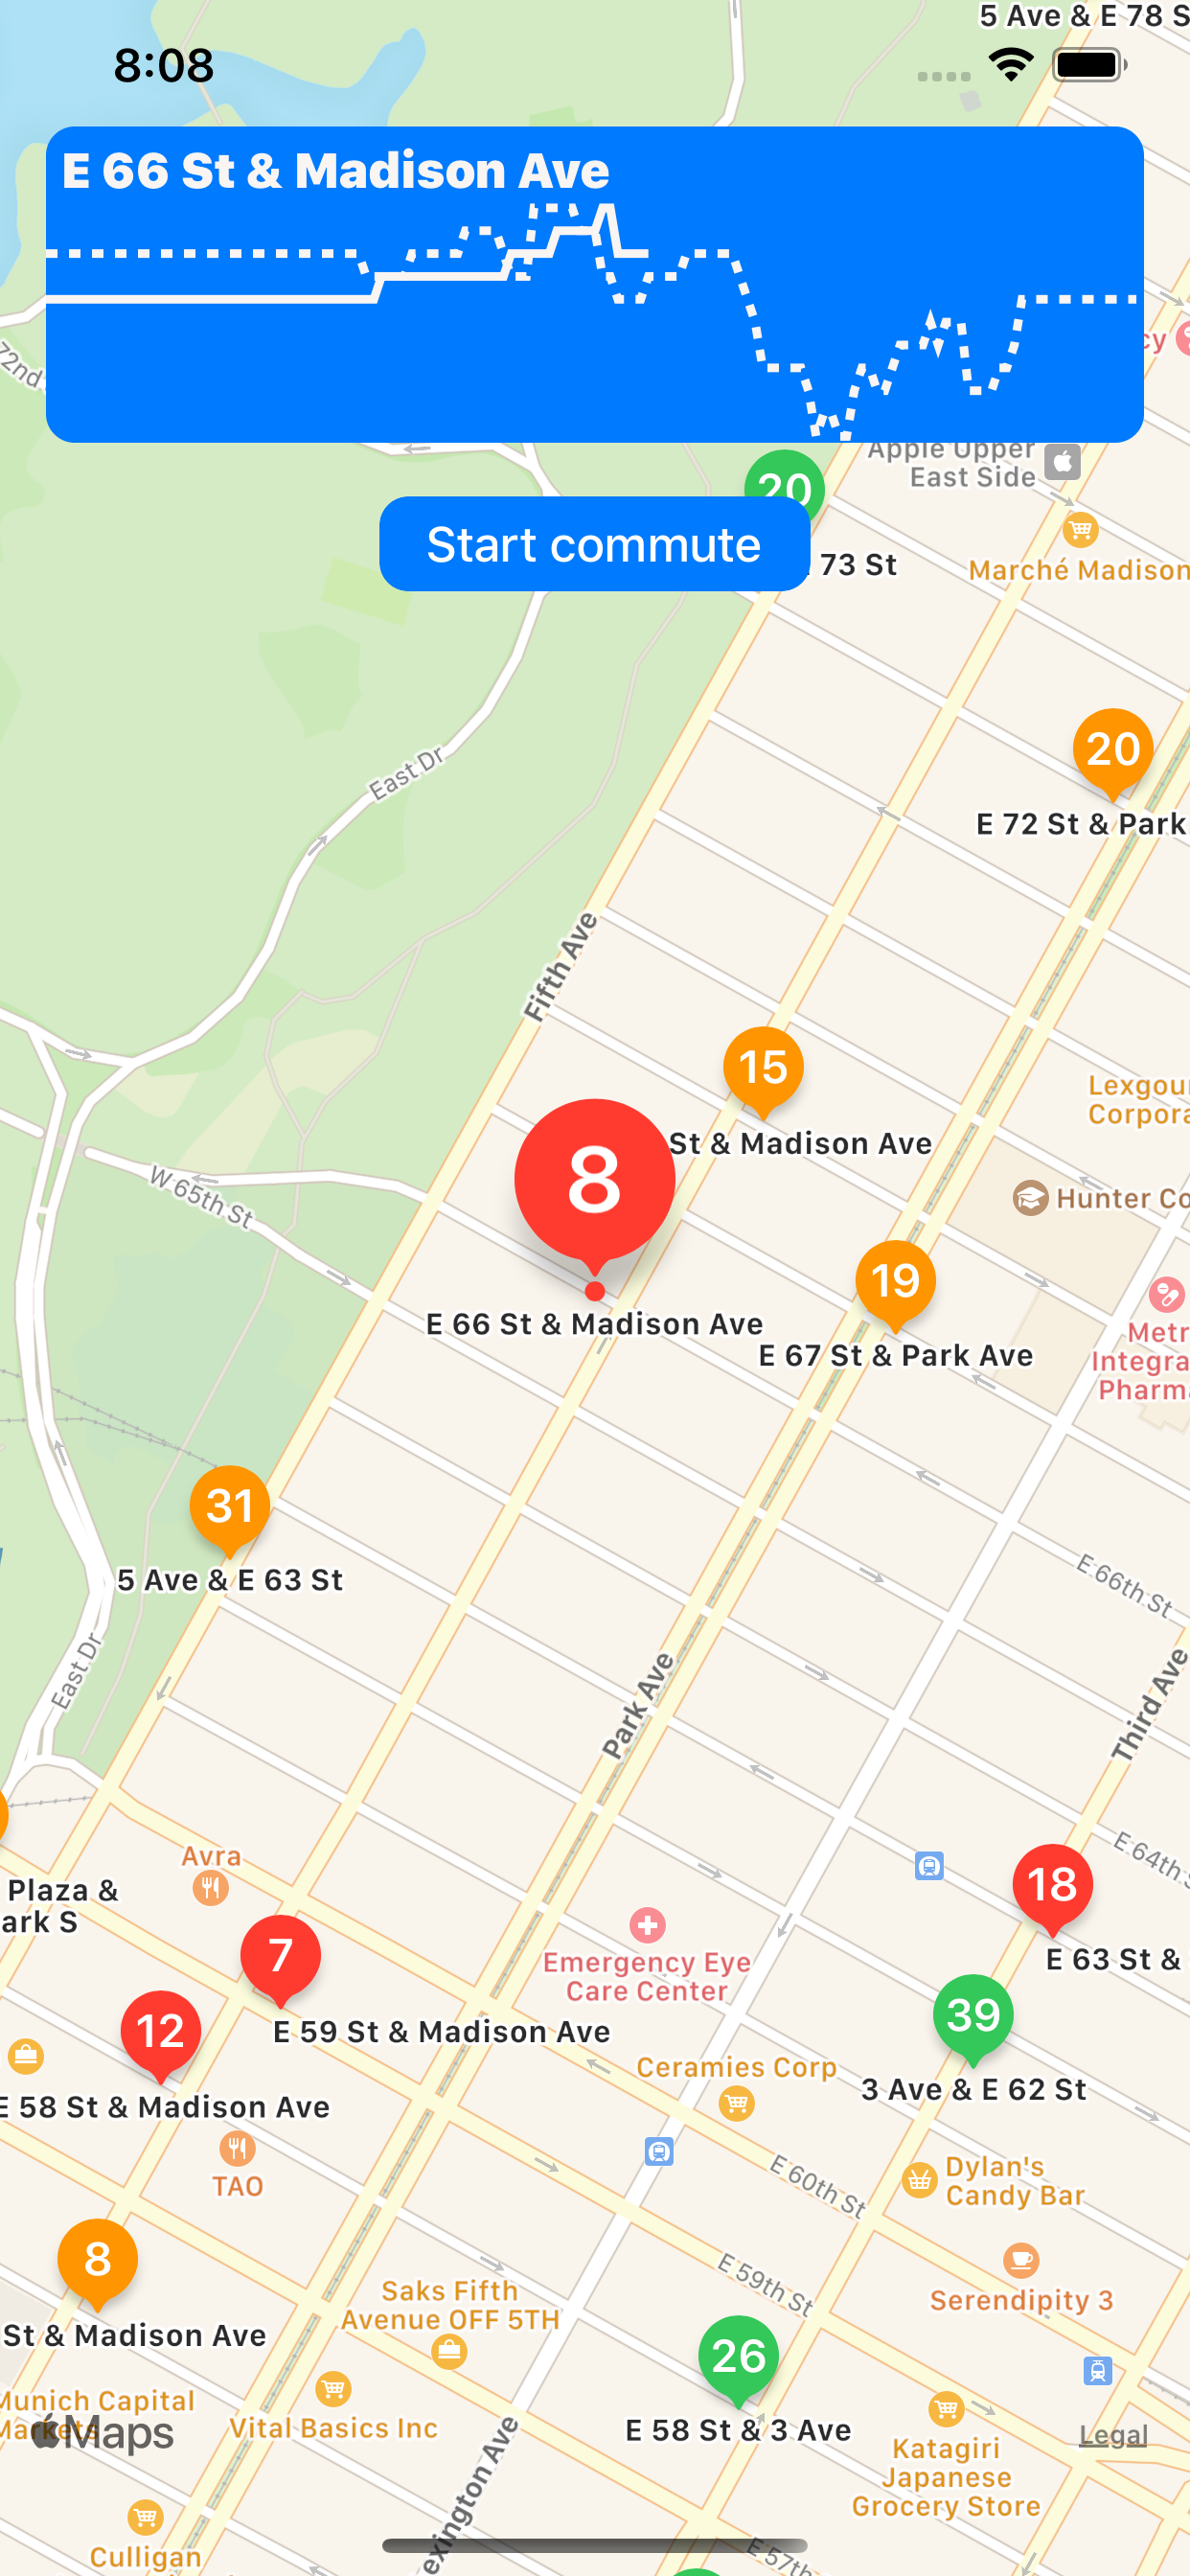 5 Ave & E 78 S
8:08
E 66 St & Madison Ave
cy
72nd
Apple Upper
East Side
20
Start commute
73 St
Marché Madison
East Dr
20
E 72 St & Park
Fifth Ave
15
St & Madison Ave
Lexgour
Corpora
8
W 65th St
Hunter Co
19
E 66 St & Madison Ave
E 67 St & Park Ave
Metr
Integra
Pharma
31
5 Ave & E 63 St
E 66th St
East Dr
Park Ave
Third Ave
Avra
E 64th S
Plaza &
ark S
18
7
Emergency Eye
Care Center
E 63 St &
12
39
E 59 St & Madison Ave
Ceramies Corp
3 Ave & E 62 St
E 58 St & Madison Ave
TAO
E 60th St
Dylan's
Candy Bar
8
E 59th St
Saks Fifth
Avenue OFF 5TH
Serendipity 3
St & Madison Ave
26
Munich Capital
Markets
Maps
Vital Basics Inc
E 58 St & 3 Ave
Legal
Katagiri
Japanese
Grocery Store
exington Ave
Culligan
E 57th